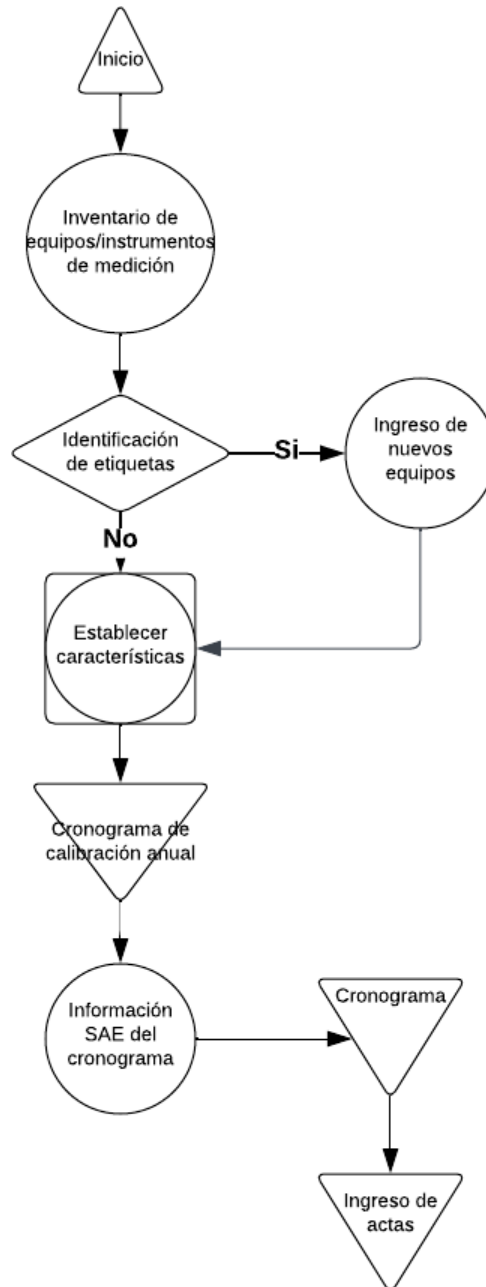 Inicio
Inventario de
equipos/instrumentos
de medición
Identificación
de etiquetas
Si
Ingreso de
nuevos
equipos
No
Establecer
características
Cronograma de
calibración anual
Información
SAE del
cronograma
Cronograma
Ingreso de
actas